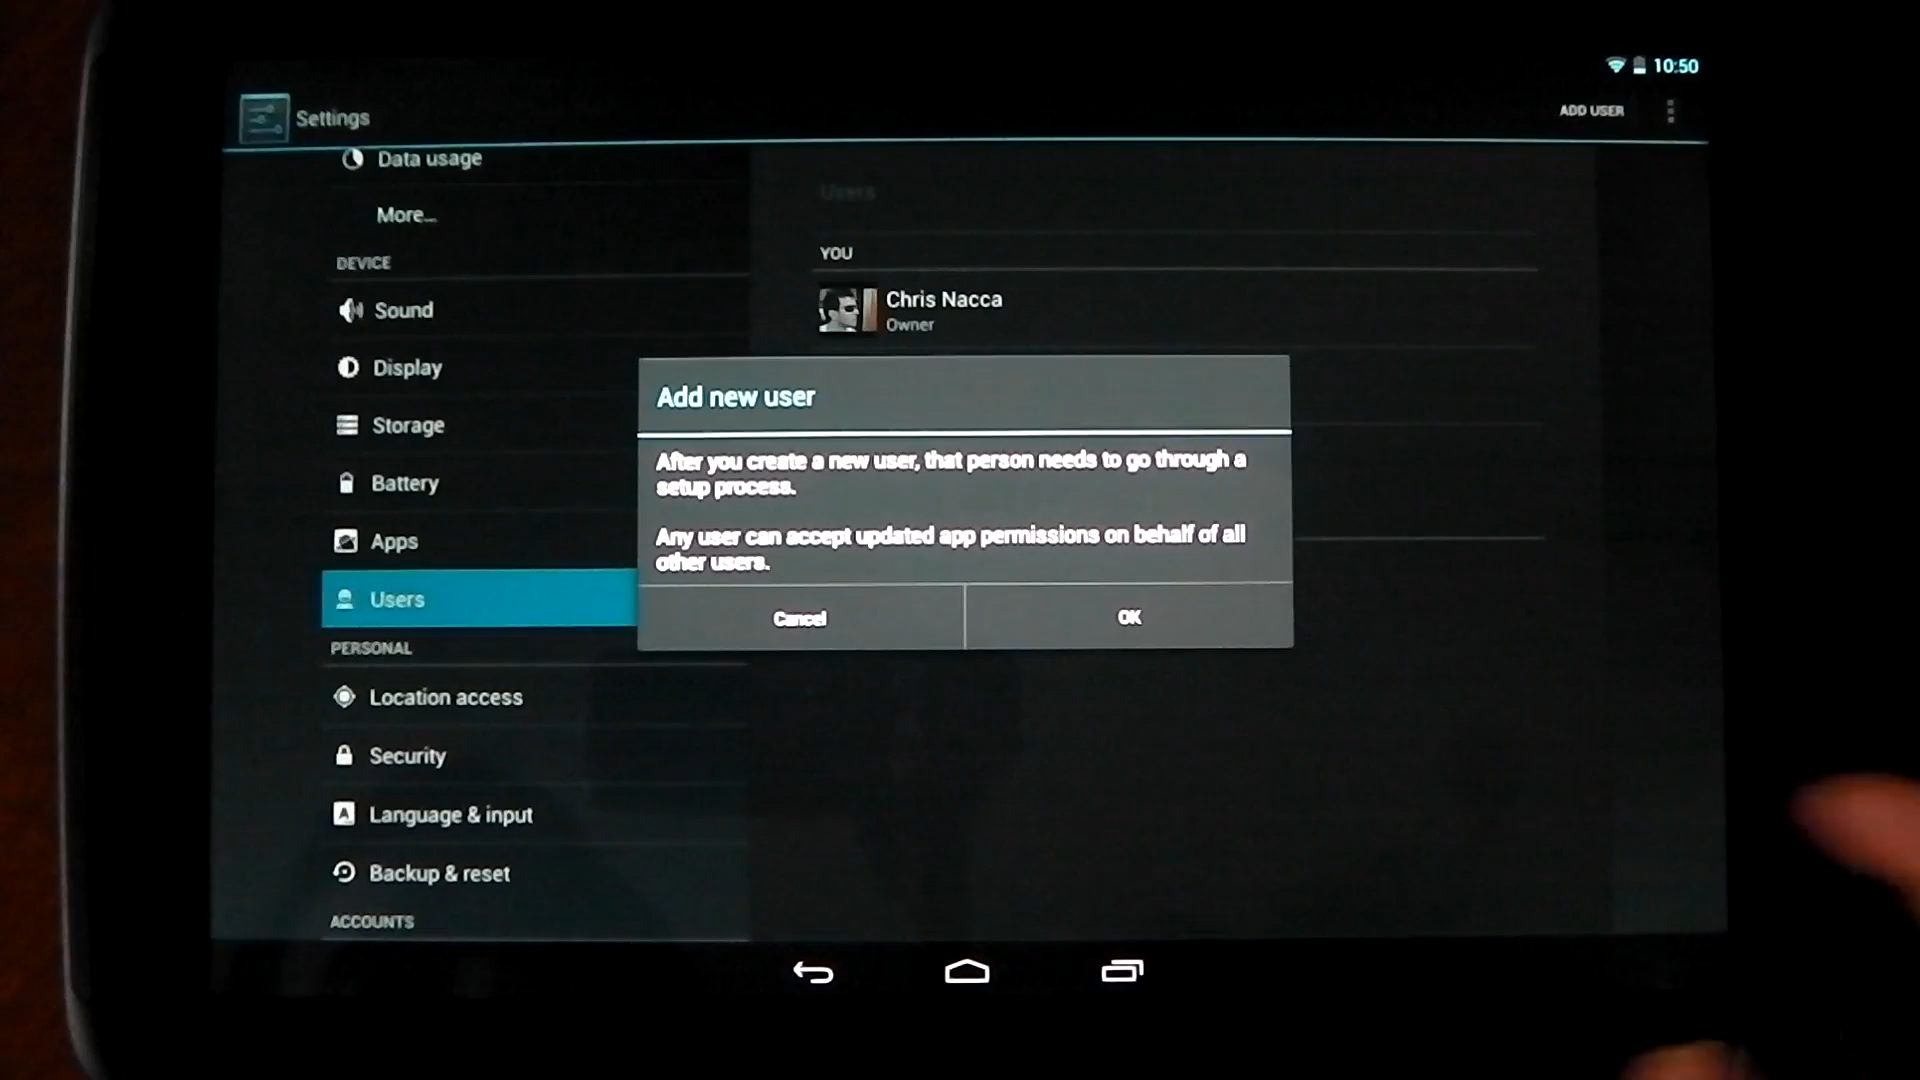 10:50
Settings
ADD USER
Data usage
More...
DEVICE
Sound
Display
Storage
Battery
Apps
Users
PERSONAL
Location access
Security
Language & input
Backup & reset
ACCOUNTS
Users
YOU
Chris Nacca
Owner
Add new user
After you create a new user, that person needs to go through a
setup process.
Any user can accept updated app permissions on behalf of all
other users.
Cancel
OK